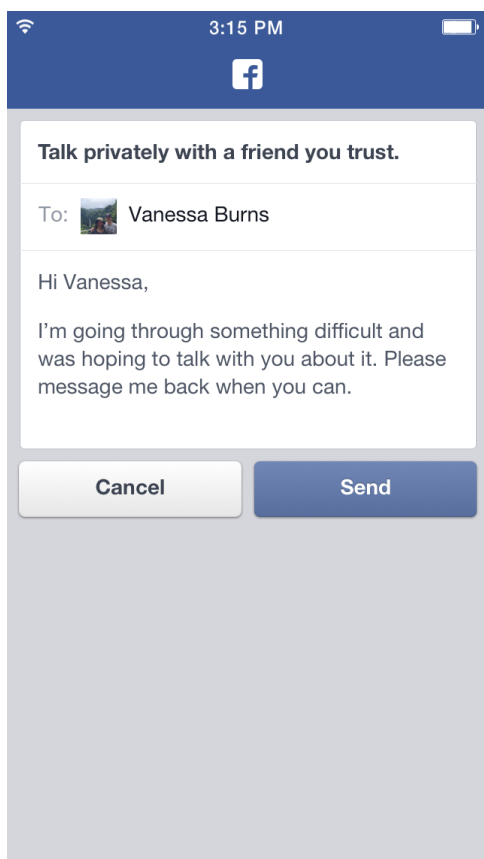 3:15 PM
f
Talk privately with a friend you trust.
To: Vanessa Burns
Hi Vanessa,
I’m going through something difficult and
was hoping to talk with you about it. Please
message me back when you can.
Cancel Send